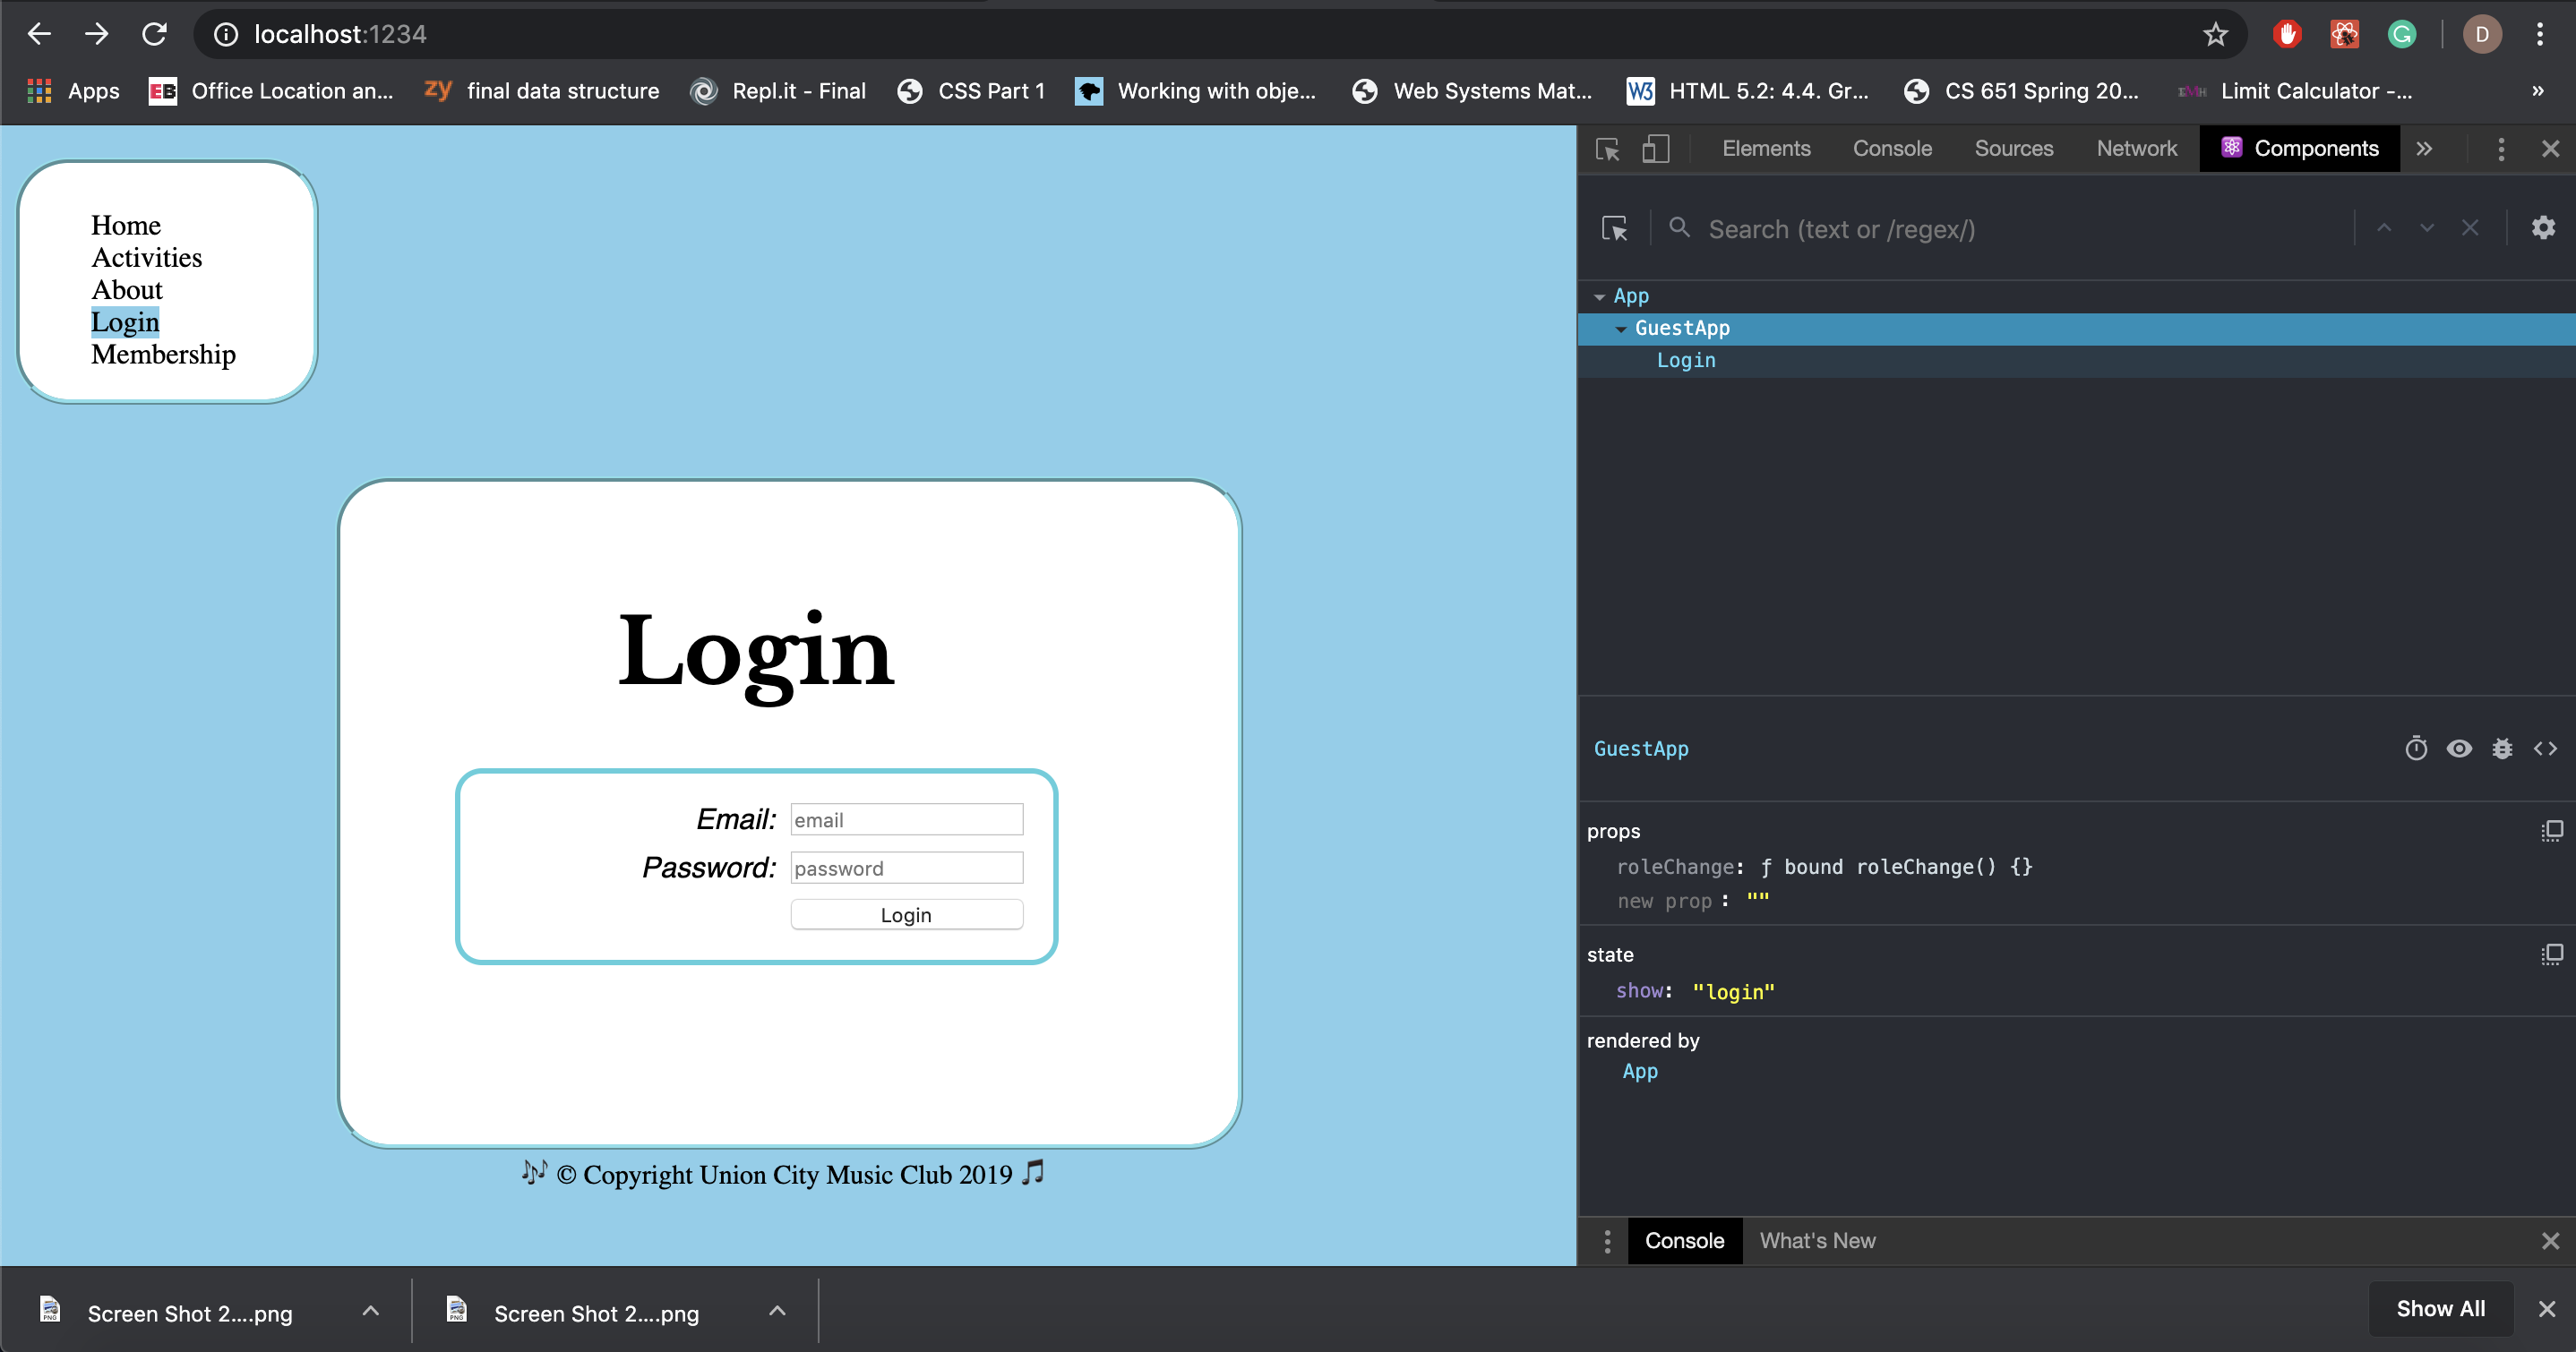 localhost:1234
D
Apps
EB Office Location an...
zy final data structure
Repl.it - Final
CSS Part 1
Working with obje...
Web Systems Mat...
W3 HTML 5.2: 4.4. Gr...
CS 651 Spring 20...
Limit Calculator -...
»
Home
Activities
About
Login
Membership
Login
Email: email
Password: password
Login
🎶 © Copyright Union City Music Club 2019 🎵
Elements Console Sources Network Components »
Search (text or /regex/)
App
GuestApp
Login
GuestApp
props
roleChange: ƒ bound roleChange() {}
new prop : ""
state
show: "login"
rendered by
App
Console What's New
Screen Shot 2....png
Screen Shot 2....png
Show All